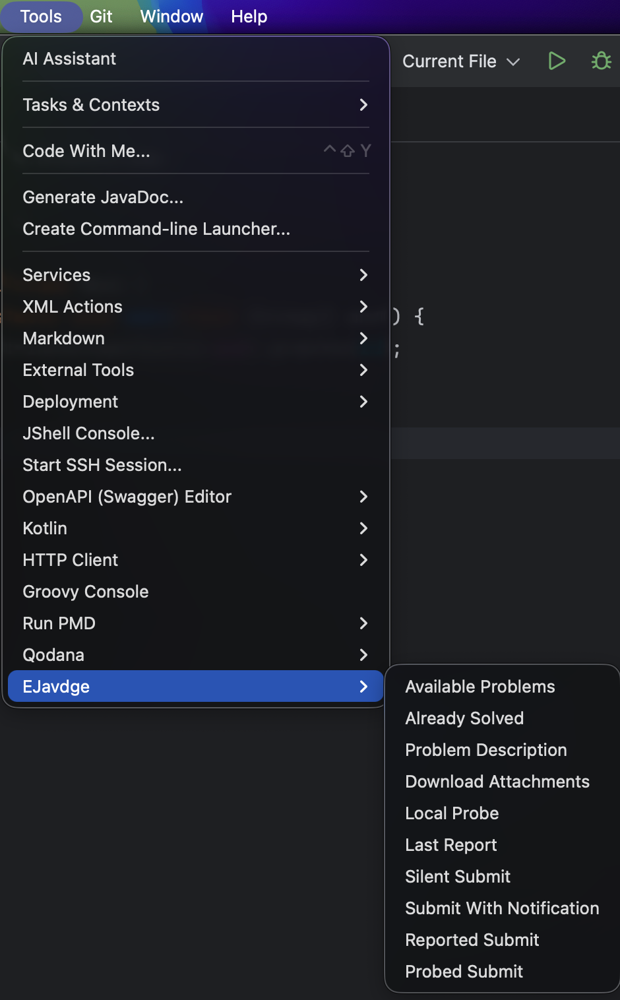 Tools Git Window Help
AI Assistant
Current File
Tasks & Contexts
Code With Me... ^⇧Y
Generate JavaDoc...
Create Command-line Launcher...
Services
XML Actions
) {
Markdown
;
External Tools
Deployment
JShell Console...
Start SSH Session...
OpenAPI (Swagger) Editor
Kotlin
HTTP Client
Groovy Console
Run PMD
Qodana
EJavdge
Available Problems
Already Solved
Problem Description
Download Attachments
Local Probe
Last Report
Silent Submit
Submit With Notification
Reported Submit
Probed Submit